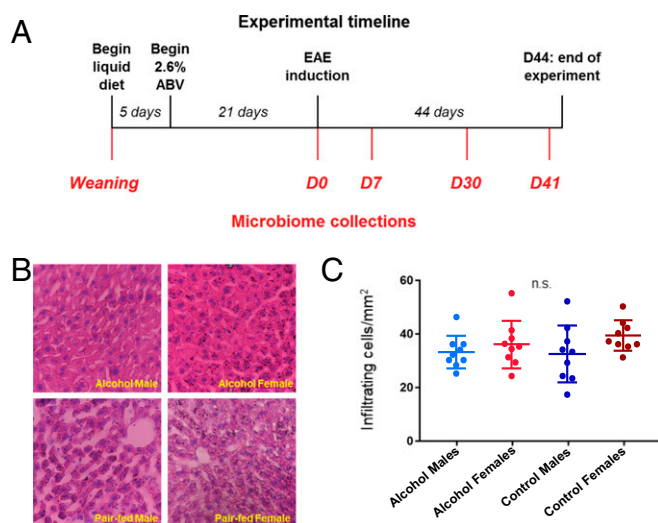 A
Experimental timeline
Begin
liquid
diet
Begin
2.6%
ABV
EAE
induction
D44: end of
experiment
5 days
21 days
44 days
Weaning
D0
D7
D30
D41
Microbiome collections
B
Alcohol Male
Alcohol Female
Pair-fed Male
Pair-fed Female
C
n.s.
Infiltrating cells/mm²
60
40
20
0
Alcohol Males
Alcohol Females
Control Males
Control Females